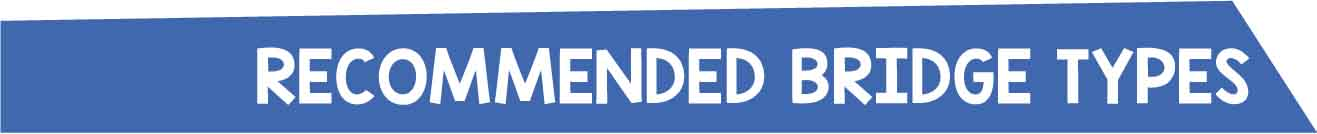 RECOMMENDED BRIDGE TYPES